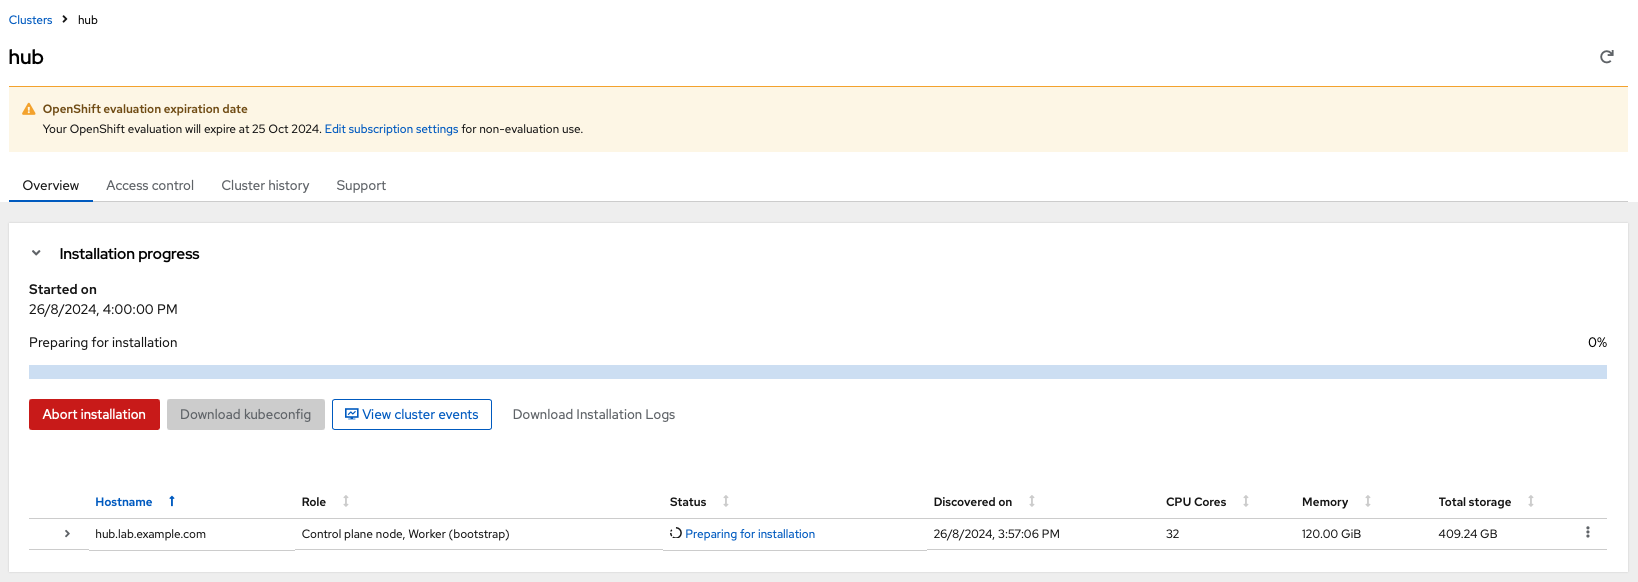 Clusters > hub
hub
OpenShift evaluation expiration date
Your OpenShift evaluation will expire at 25 Oct 2024. Edit subscription settings for non-evaluation use.
Overview Access control Cluster history Support
Installation progress
Started on
26/8/2024, 4:00:00 PM
Preparing for installation 0%
Abort installation Download kubeconfig View cluster events Download Installation Logs
Hostname Role Status Discovered on CPU Cores Memory Total storage
hub.lab.example.com Control plane node, Worker (bootstrap) Preparing for installation 26/8/2024, 3:57:06 PM 32 120.00 GiB 409.24 GB